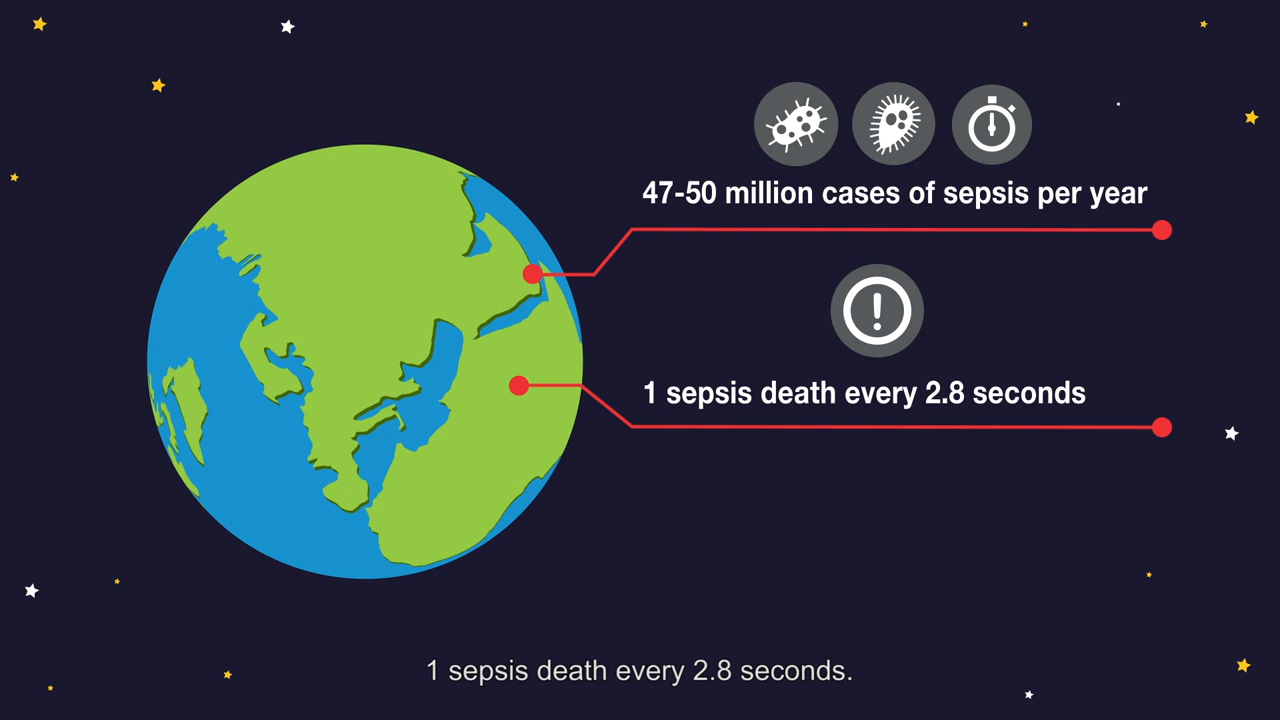 47-50 million cases of sepsis per year
1 sepsis death every 2.8 seconds
1 sepsis death every 2.8 seconds.